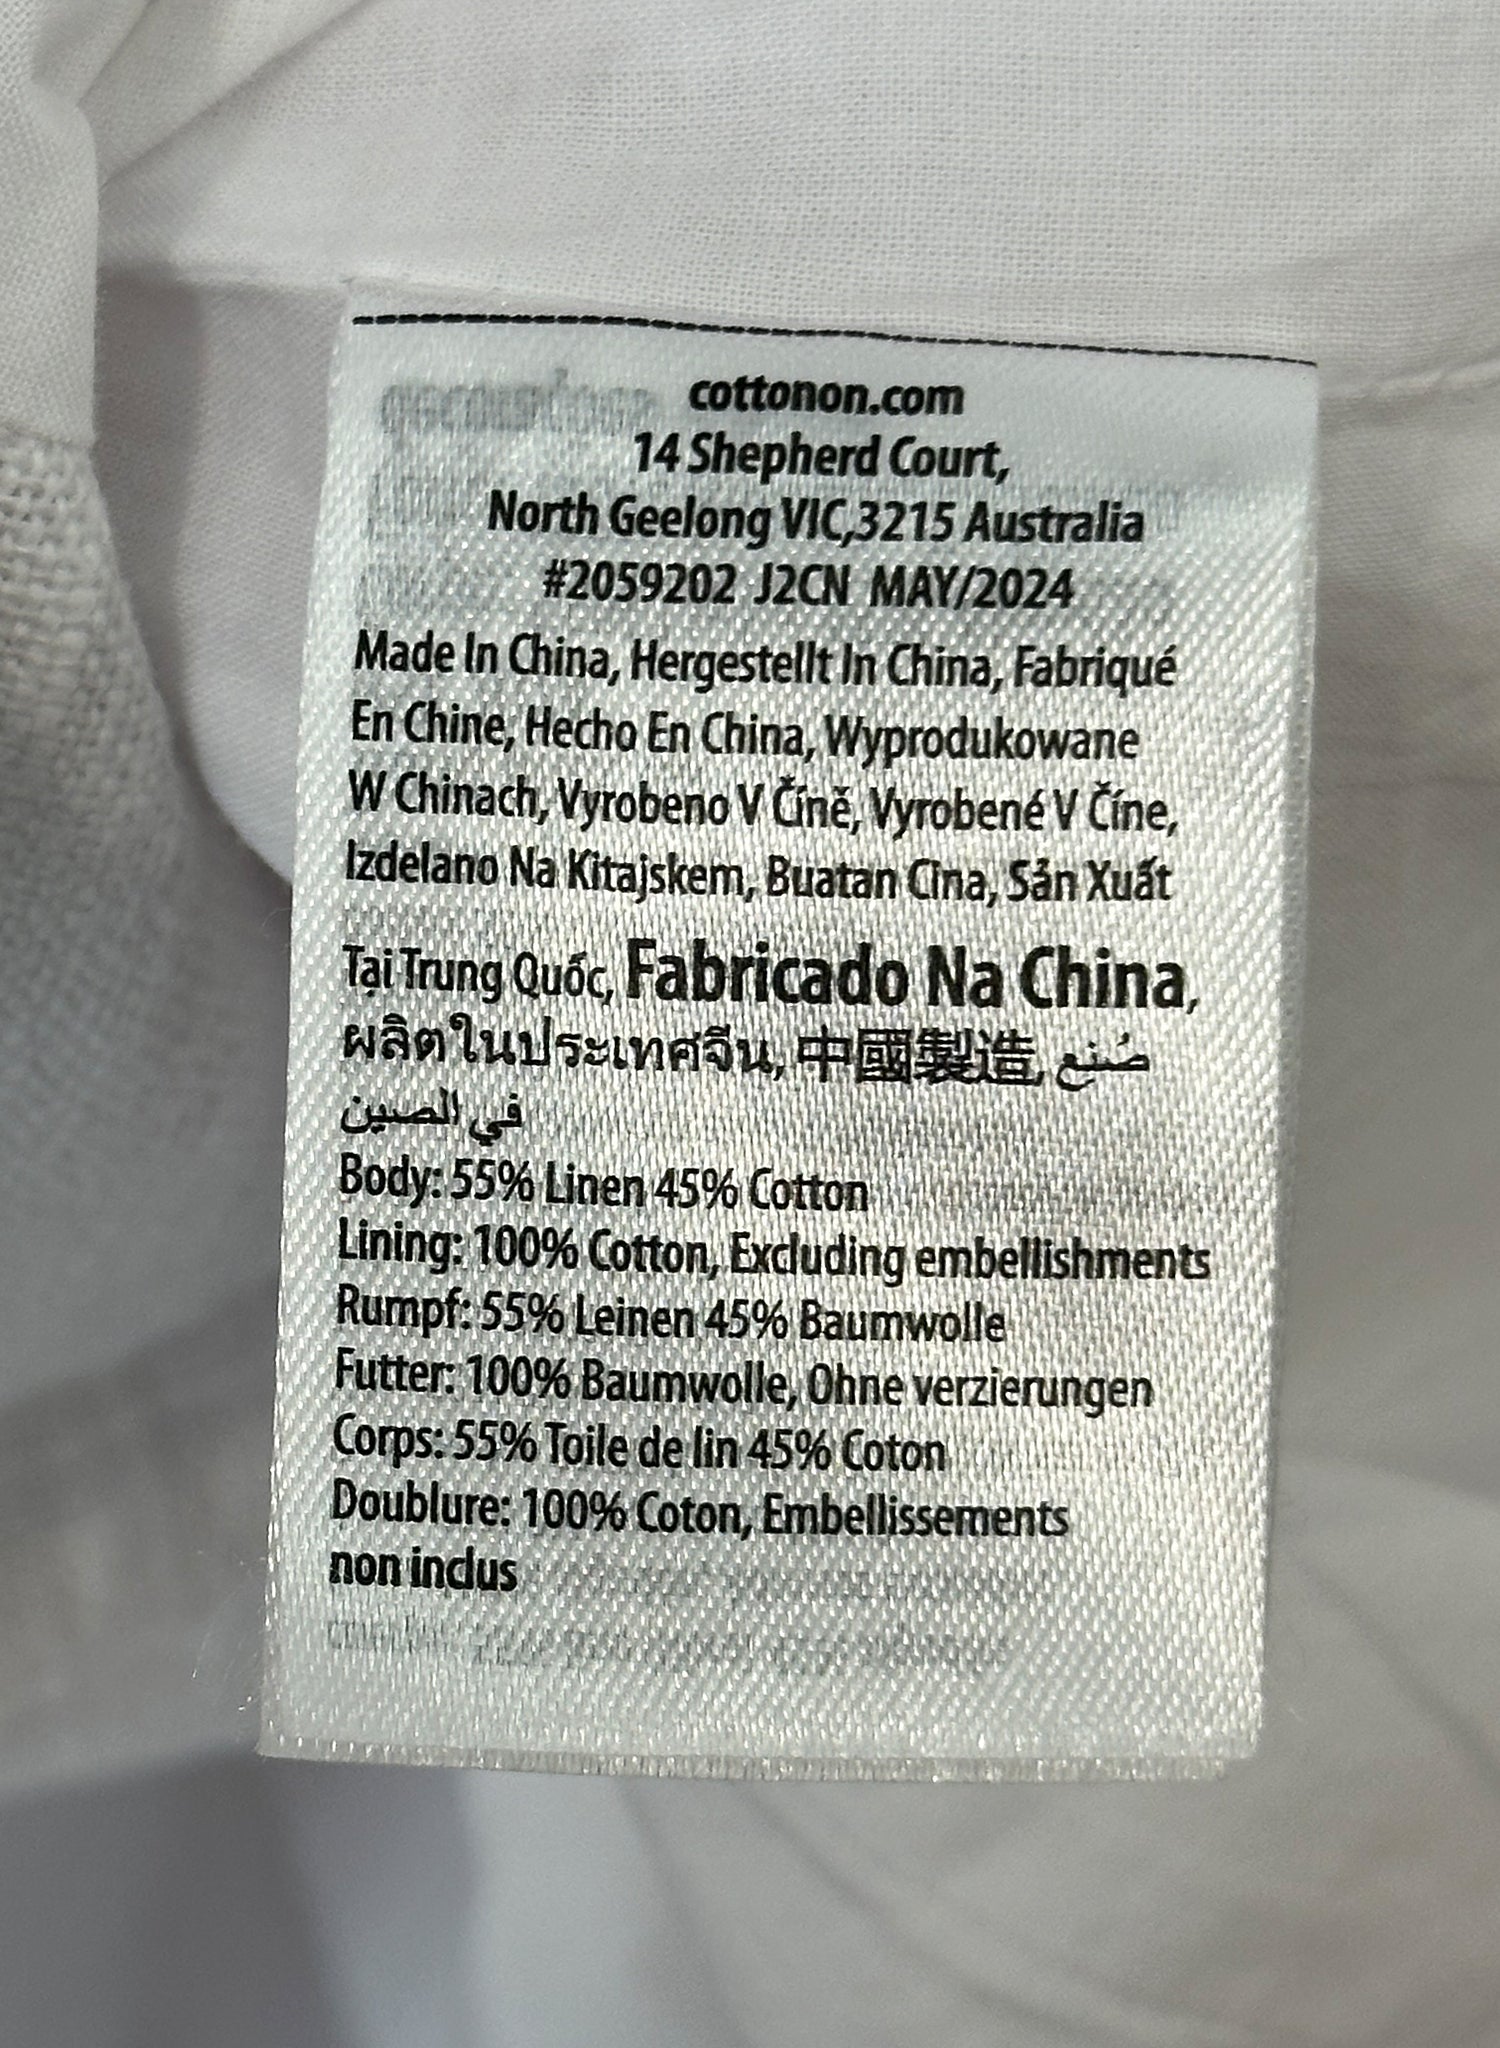 cottonon.com
14 Shepherd Court,
North Geelong VIC,3215 Australia
#2059202 J2CN MAY/2024
Made In China, Hergestellt In China, Fabriqué
En Chine, Hecho En China, Wyprodukowane
W Chinach, Vyrobeno V Číně, Vyrobené V Číne,
Izdelano Na Kitajskem, Buatan Cina, Sản Xuất
Tại Trung Quốc, Fabricado Na China,
ผลิตในประเทศจีน, 中國製造, صُنع
في الصين
Body: 55% Linen 45% Cotton
Lining: 100% Cotton, Excluding embellishments
Rumpf: 55% Leinen 45% Baumwolle
Futter: 100% Baumwolle, Ohne verzierungen
Corps: 55% Toile de lin 45% Coton
Doublure: 100% Coton, Embellissements
non inclus